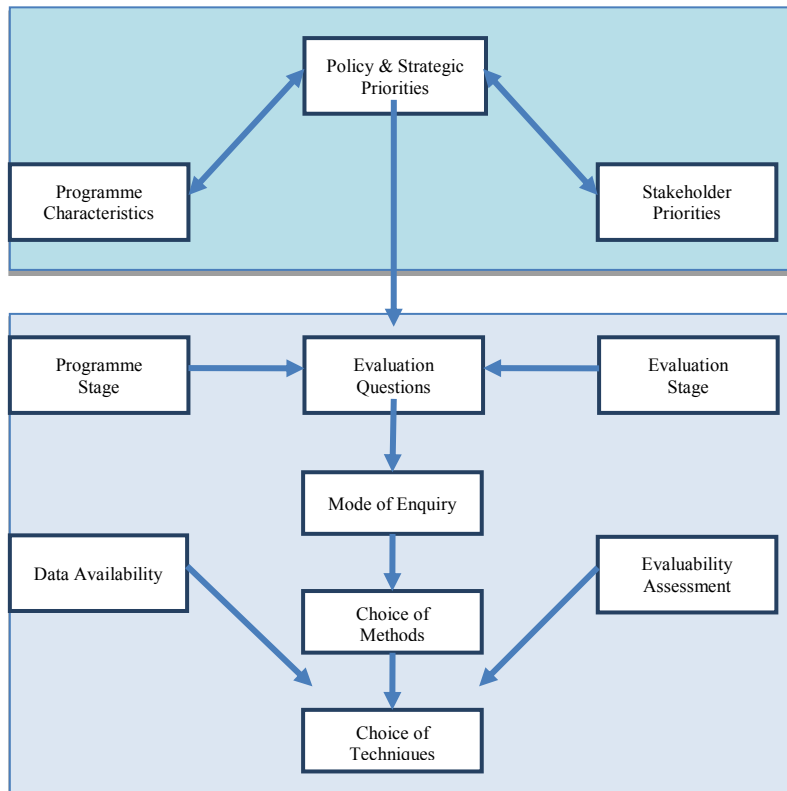 Policy & Strategic
Priorities
Programme
Characteristics
Stakeholder
Priorities
Programme
Stage
Evaluation
Questions
Evaluation
Stage
Mode of Enquiry
Data Availability
Evaluability
Assessment
Choice of
Methods
Choice of
Techniques